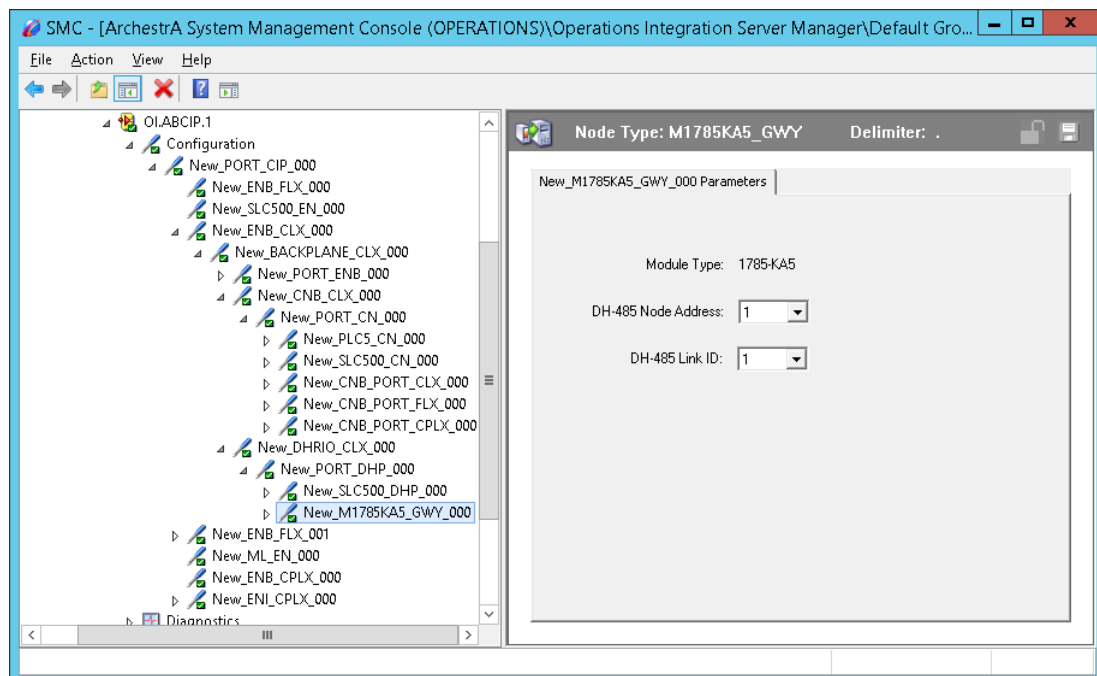 SMC - [ArchestrA System Management Console (OPERATIONS)\Operations Integration Server Manager\Default Gro...
File Action View Help
OI.ABCIP.1
Configuration
New_PORT_CIP_000
New_ENB_FLX_000
New_SLC500_EN_000
New_ENB_CLX_000
New_BACKPLANE_CLX_000
New_PORT_ENB_000
New_CNB_CLX_000
New_PORT_CN_000
New_PLC5_CN_000
New_SLC500_CN_000
New_CNB_PORT_CLX_000
New_CNB_PORT_FLX_000
New_CNB_PORT_CPLX_000
New_DHRIO_CLX_000
New_PORT_DHP_000
New_SLC500_DHP_000
New_M1785KA5_GWY_000
New_ENB_FLX_001
New_ML_EN_000
New_ENB_CPLX_000
New_ENI_CPLX_000
Diagnostics
Node Type: M1785KA5_GWY Delimiter: .
New_M1785KA5_GWY_000 Parameters
Module Type: 1785-KA5
DH-485 Node Address: 1
DH-485 Link ID: 1